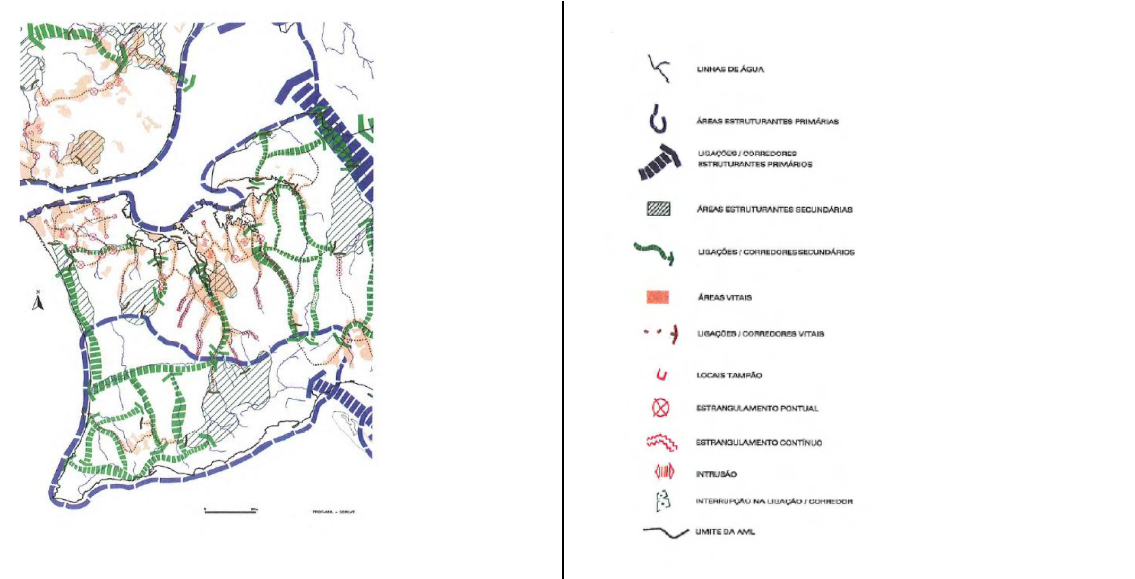 N
LINHAS DE ÁGUA
ÁREAS ESTRUTURANTES PRIMÁRIAS
LIGAÇÕES / CORREDORES
ESTRUTURANTES PRIMÁRIOS
ÁREAS ESTRUTURANTES SECUNDÁRIAS
LIGAÇÕES / CORREDORES SECUNDÁRIOS
ÁREAS VITAIS
LIGAÇÕES / CORREDORES VITAIS
LOCAIS TAMPÃO
ESTRANGULAMENTO PONTUAL
ESTRANGULAMENTO CONTÍNUO
INTRUSÃO
INTERRUPÇÃO NA LIGAÇÃO / CORREDOR
LIMITE DA AML